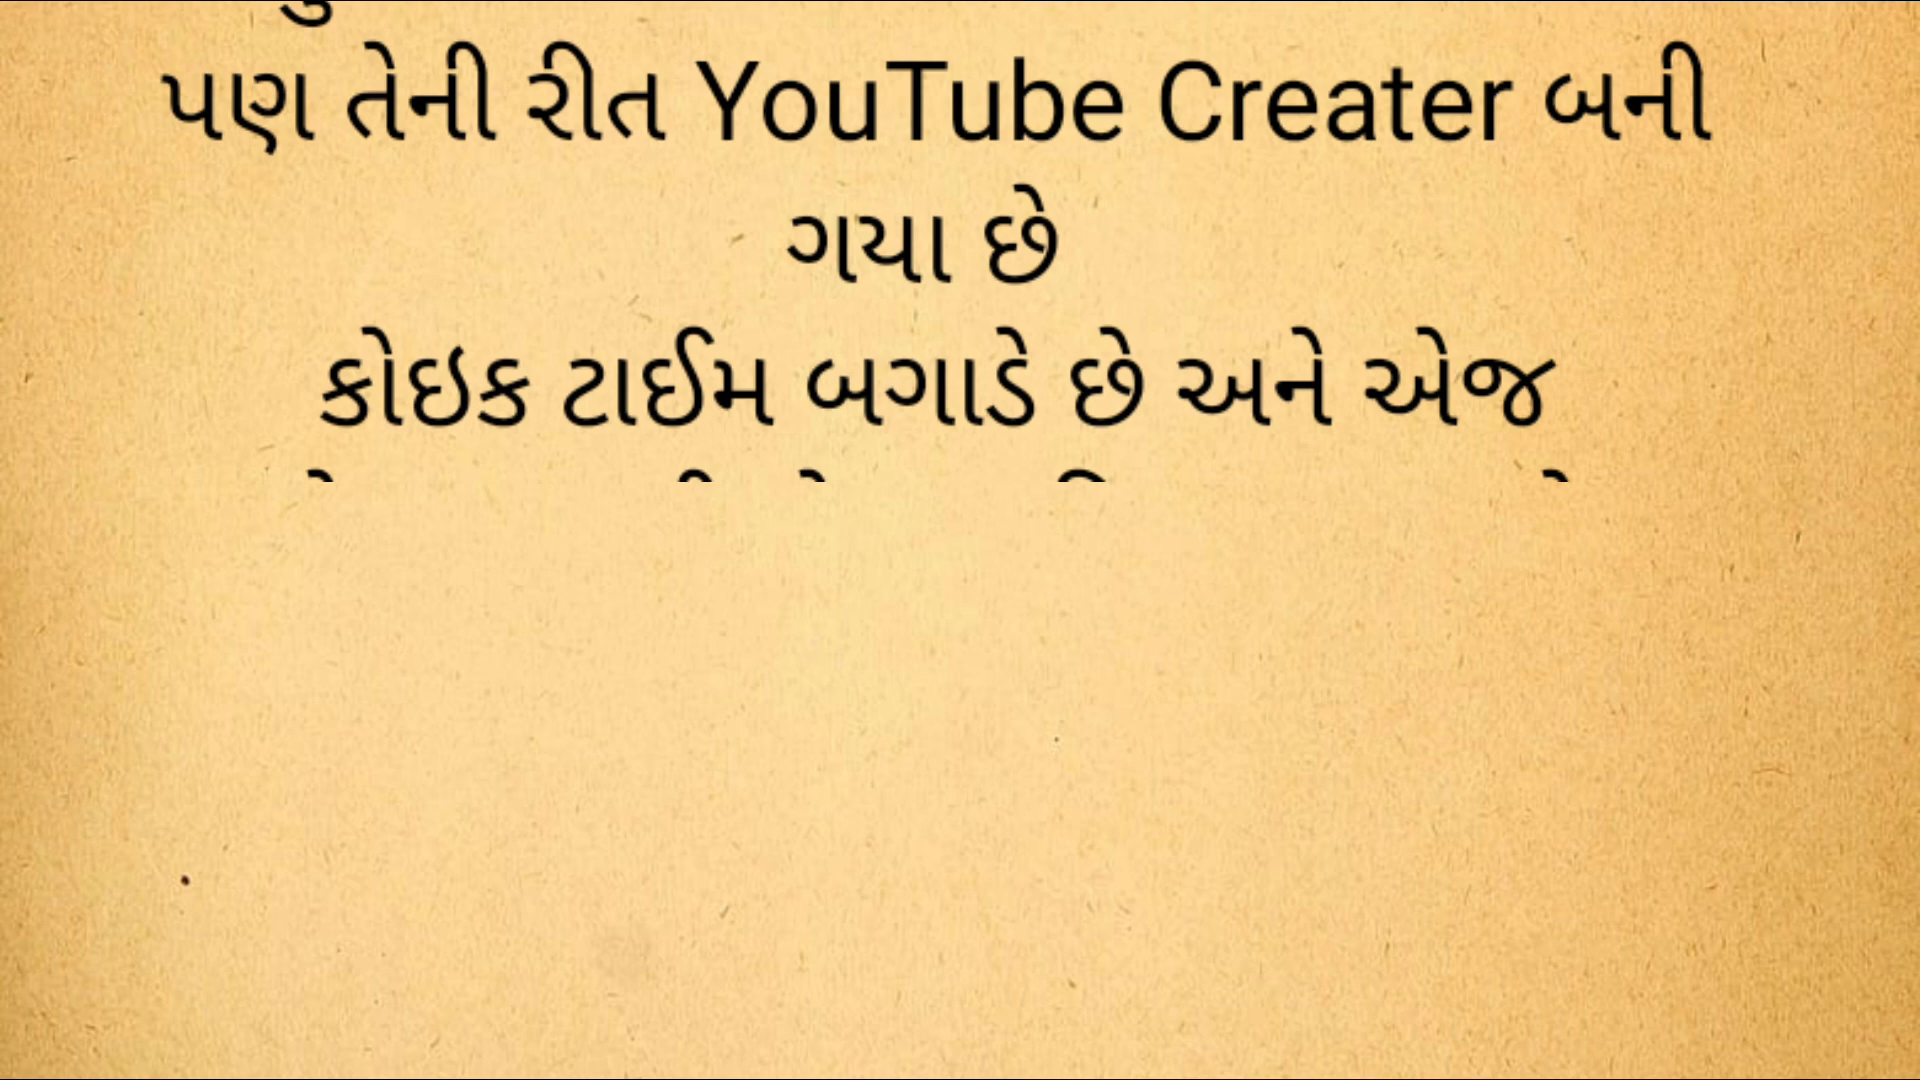 પણ તેની રીત YouTube Creater બની
ગયા છે
કોઇક ટાઈમ બગાડે છે અને એજ